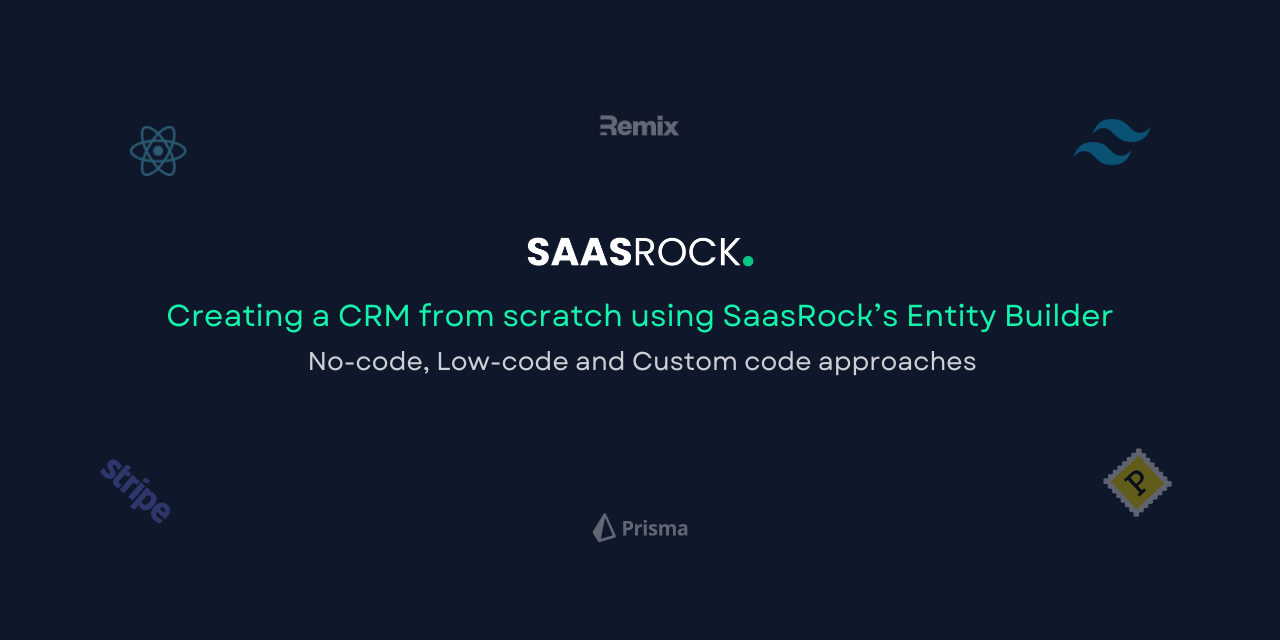 Remix
SAASROCK.
Creating a CRM from scratch using SaasRock’s Entity Builder
No-code, Low-code and Custom code approaches
stripe
P
Prisma